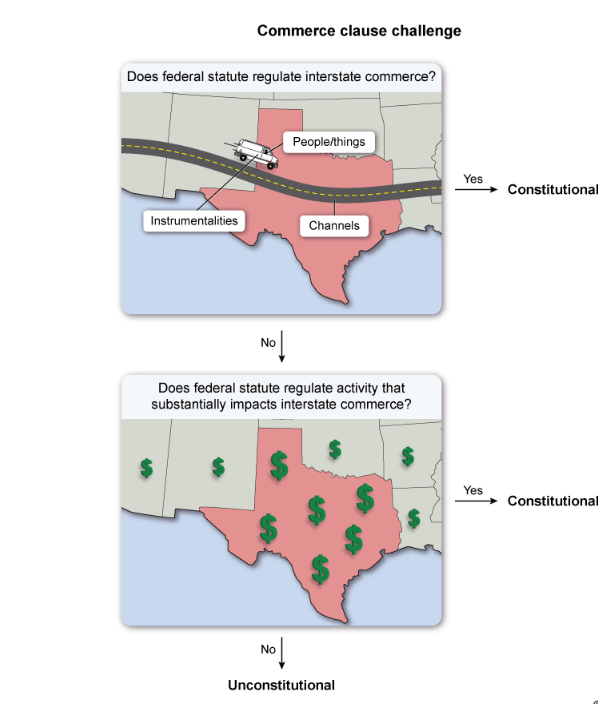 Commerce clause challenge
Does federal statute regulate interstate commerce?
People/things
Instrumentalities
Channels
Yes
Constitutional
No
Does federal statute regulate activity that
substantially impacts interstate commerce?
$ $ $ $ $ $ $ $ $ $ $
Yes
Constitutional
No
Unconstitutional